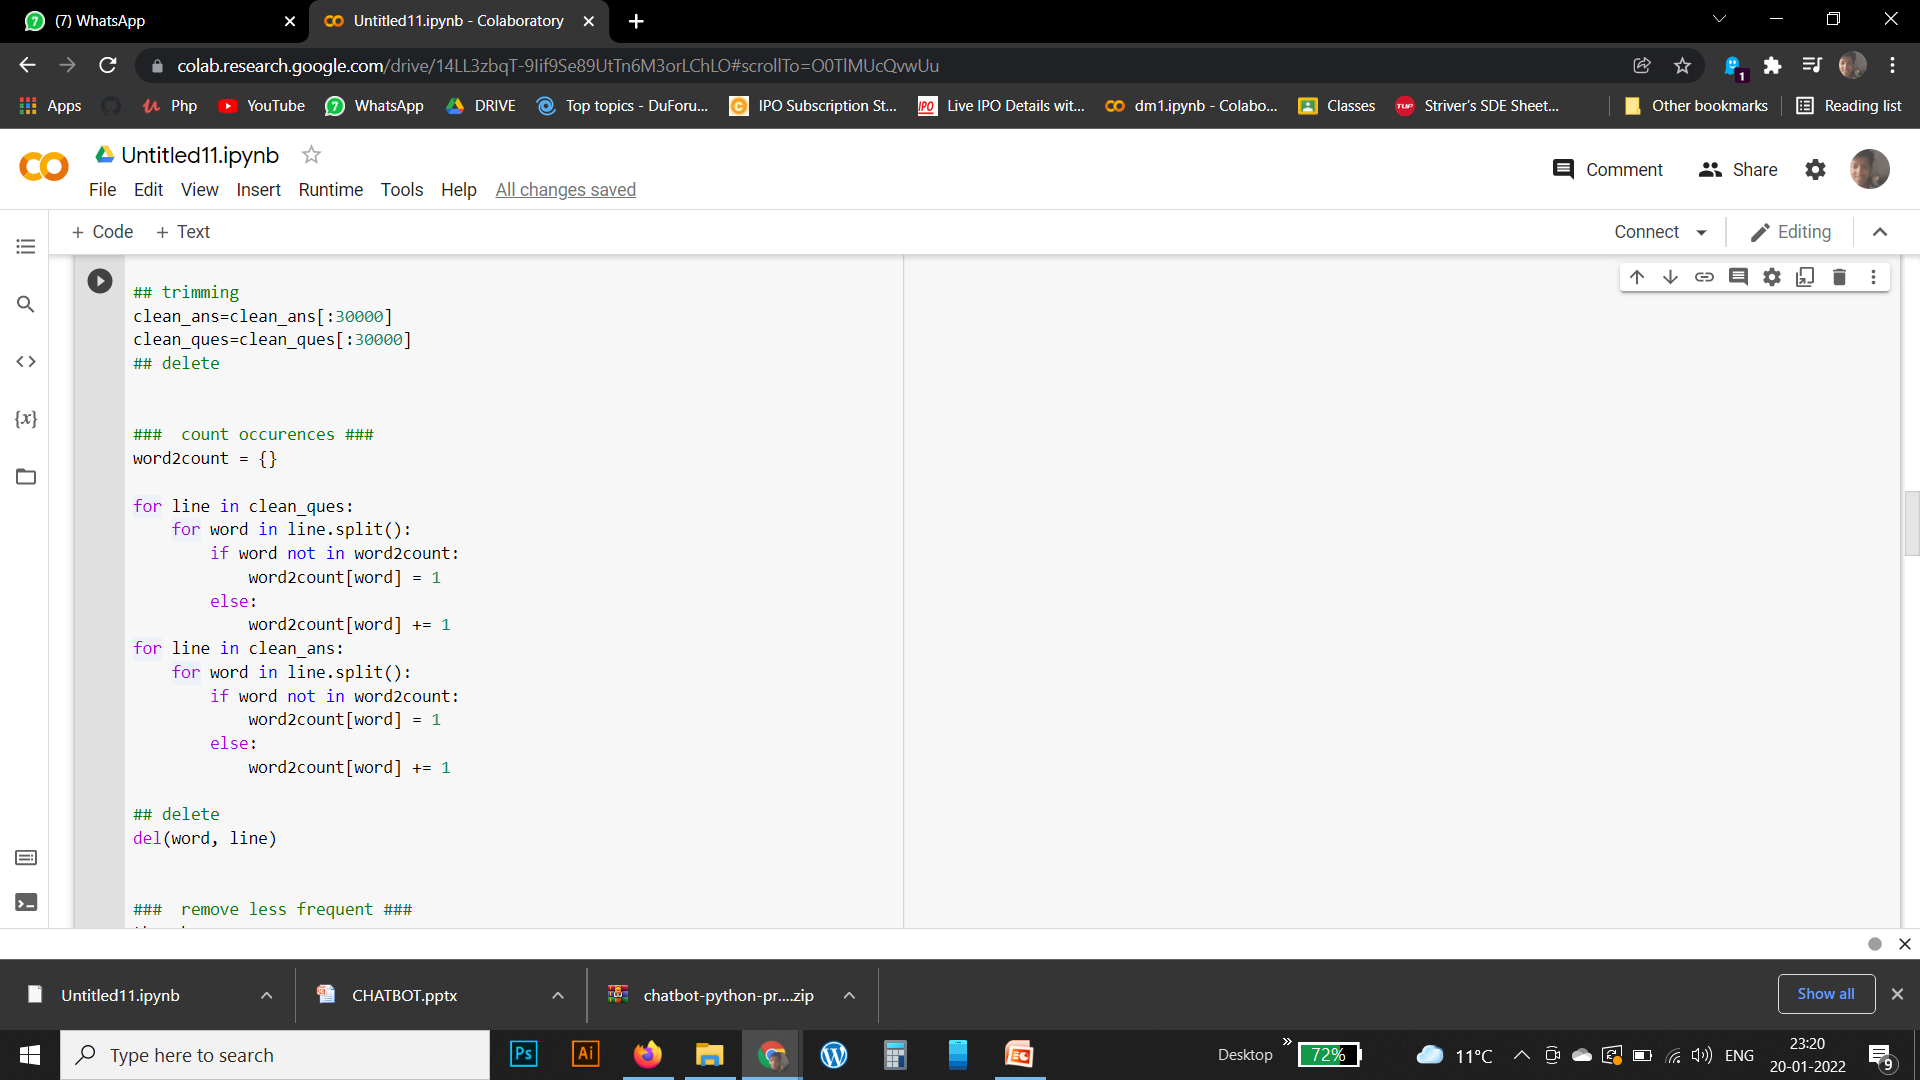 (7) WhatsApp
Untitled11.ipynb - Colaboratory
colab.research.google.com/drive/14LL3zbqT-9Iif9Se89UtTn6M3orLChLO#scrollTo=O0TlMUcQvwUu
1
Apps Php YouTube WhatsApp DRIVE Top topics - DuForu... IPO Subscription St... Live IPO Details wit... dm1.ipynb - Colabo... Classes Striver's SDE Sheet... Other bookmarks Reading list
Untitled11.ipynb
Comment Share
File Edit View Insert Runtime Tools Help All changes saved
+ Code + Text Connect Editing
## trimming
clean_ans=clean_ans[:30000]
clean_ques=clean_ques[:30000]
## delete
###  count occurences ###
word2count = {}
for line in clean_ques:
    for word in line.split():
        if word not in word2count:
            word2count[word] = 1
        else:
            word2count[word] += 1
for line in clean_ans:
    for word in line.split():
        if word not in word2count:
            word2count[word] = 1
        else:
            word2count[word] += 1
## delete
del(word, line)
###  remove less frequent ###
Untitled11.ipynb CHATBOT.pptx chatbot-python-pr....zip Show all
Type here to search
Ps Ai
Desktop 72% 11°C ENG
23:20
20-01-2022
9